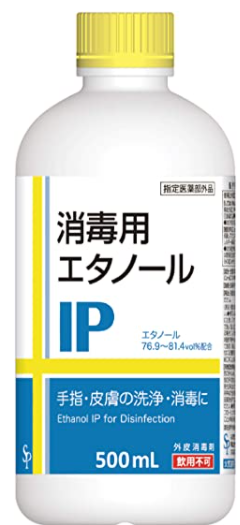 指定医薬部外品
消毒用
エタノール
IP
エタノール
76.9～81.4vol%配合
手指・皮膚の洗浄・消毒に
Ethanol IP for Disinfection
外皮消毒剤
500mL
飲用不可